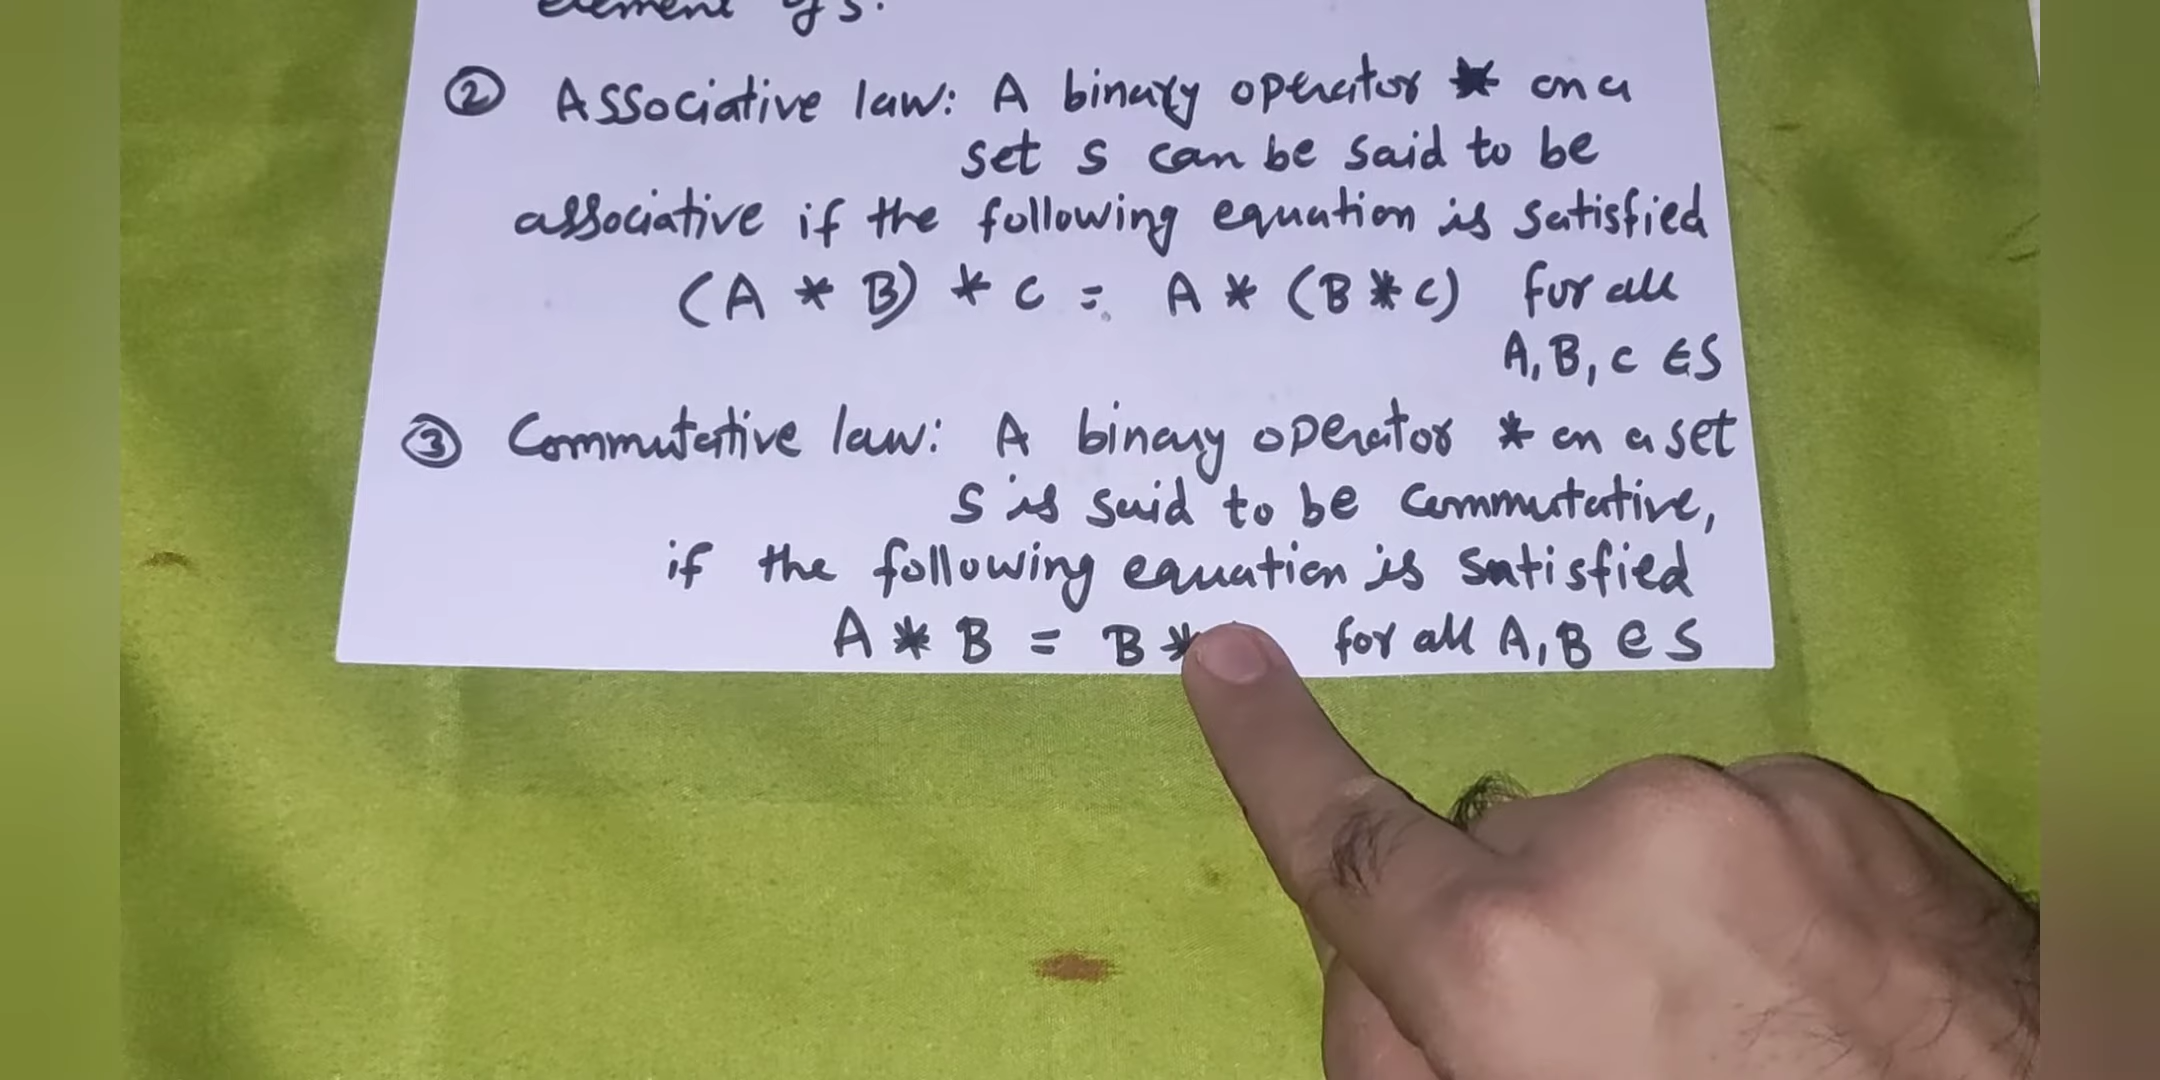 element of S.
② Associative law: A binary operator * on a
set S can be said to be
associative if the following equation is satisfied
(A * B) * C = A * (B * C) for all
A, B, C ∈ S
③ Commutative law: A binary operator * on a set
S is said to be commutative,
if the following equation is satisfied
A * B = B * for all A, B ∈ S